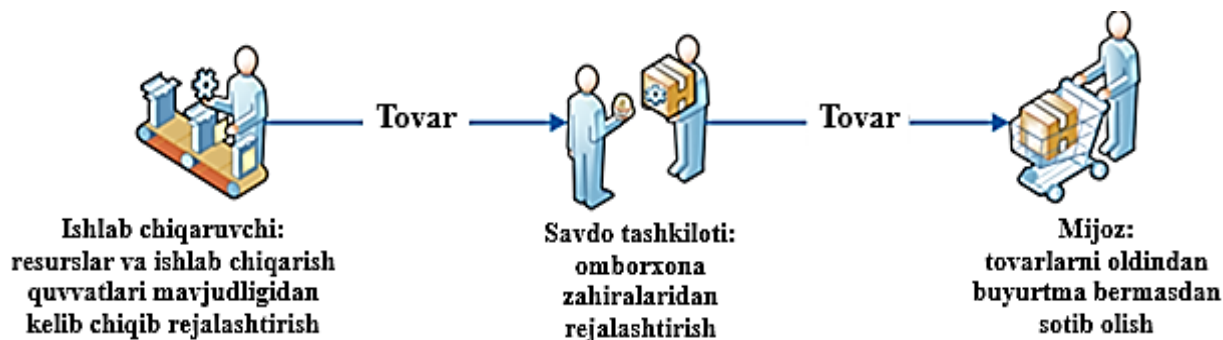 Tovar
Tovar
Ishlab chiqaruvchi:
resurslar va ishlab chiqarish
quvvatlari mavjudligidan
kelib chiqib rejalashtirish
Savdo tashkiloti:
omborxona
zahiralaridan
rejalashtirish
Mijoz:
tovarlarni oldindan
buyurtma bermasdan
sotib olish